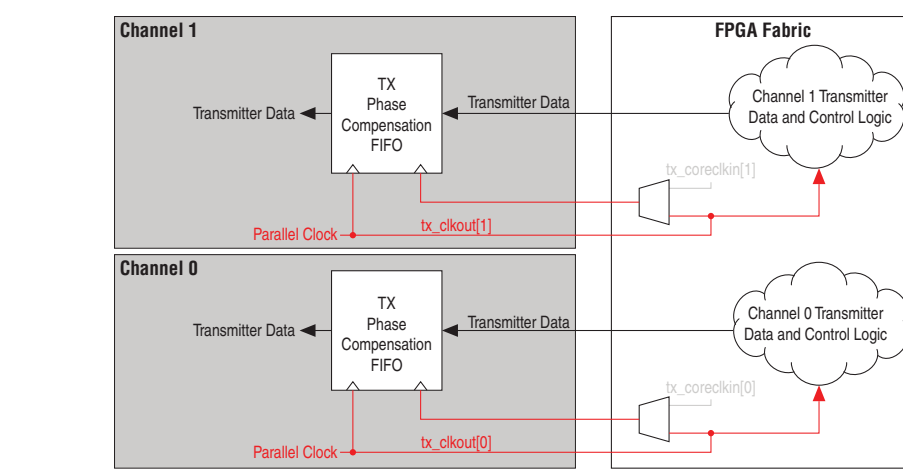 Channel 1
FPGA Fabric
TX
Phase
Compensation
FIFO
Transmitter Data
Transmitter Data
Channel 1 Transmitter
Data and Control Logic
tx_coreclkin[1]
tx_clkout[1]
Parallel Clock
Channel 0
TX
Phase
Compensation
FIFO
Transmitter Data
Transmitter Data
Channel 0 Transmitter
Data and Control Logic
tx_coreclkin[0]
tx_clkout[0]
Parallel Clock